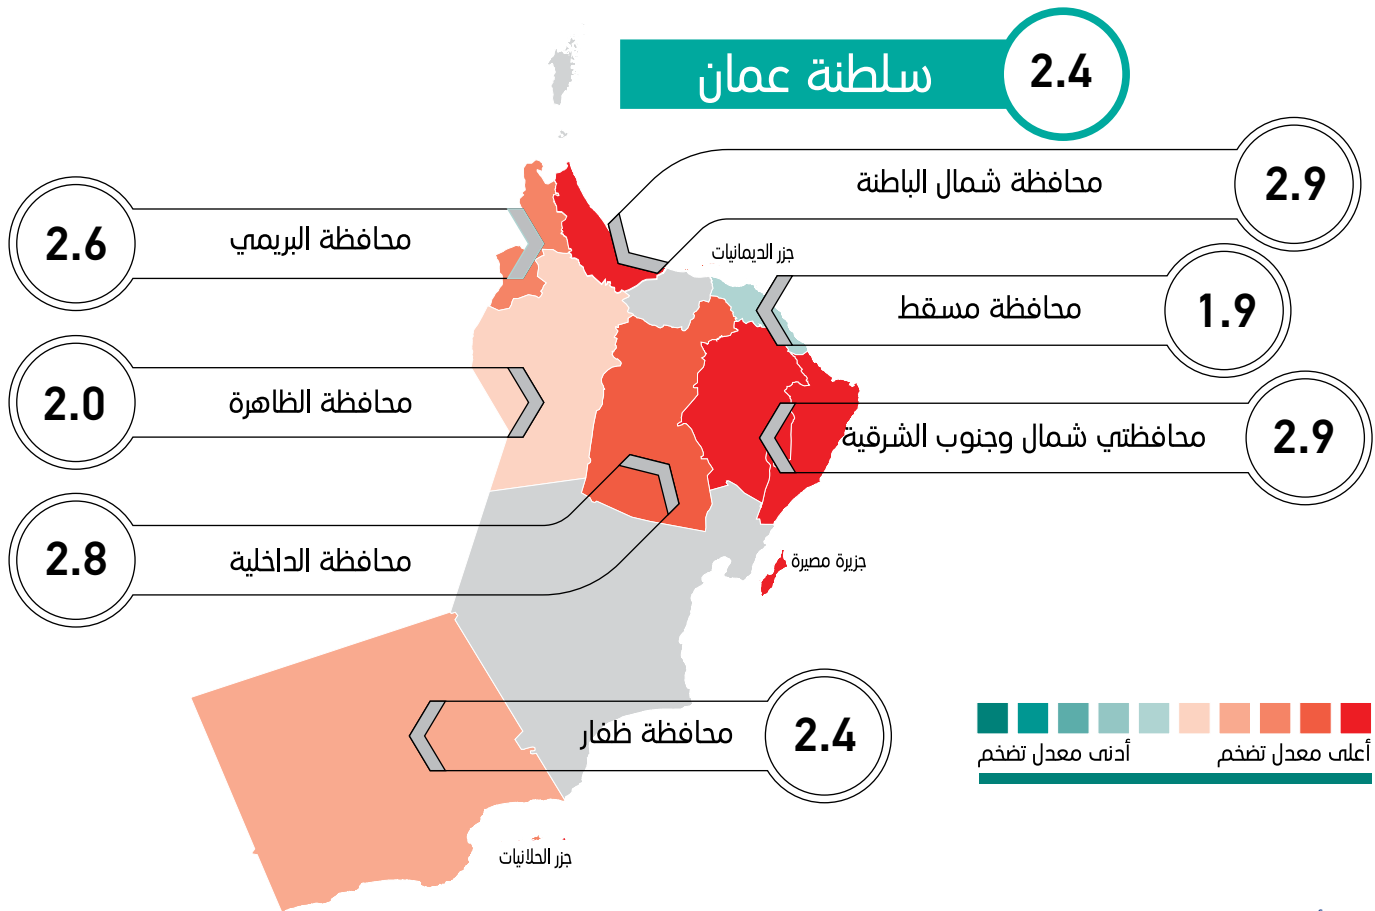 سلطنة عمان
2.4
محافظة شمال الباطنة
2.9
محافظة البريمي
2.6
جزر الديمانيات
محافظة مسقط
1.9
محافظة الظاهرة
2.0
محافظتي شمال وجنوب الشرقية
2.9
محافظة الداخلية
2.8
جزيرة مصيرة
محافظة ظفار
2.4
أعلى معدل تضخم
أدنى معدل تضخم
جزر الحلانيات